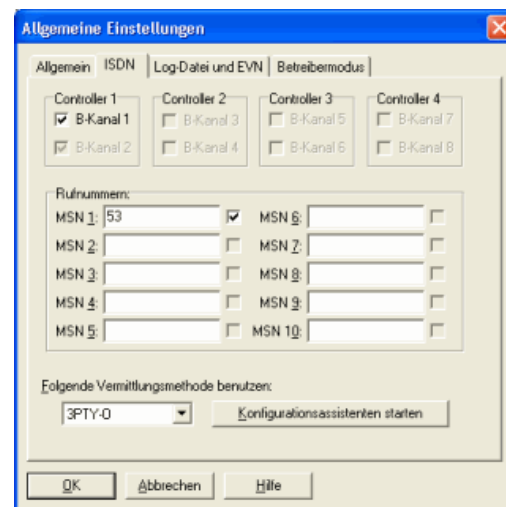 Allgemeine Einstellungen
Allgemein ISDN Log-Datei und EVN Betreibermodus
Controller 1 Controller 2 Controller 3 Controller 4
B-Kanal 1 B-Kanal 3 B-Kanal 5 B-Kanal 7
B-Kanal 2 B-Kanal 4 B-Kanal 6 B-Kanal 8
Rufnummern:
MSN 1: 53 MSN 6:
MSN 2: MSN 7:
MSN 3: MSN 8:
MSN 4: MSN 9:
MSN 5: MSN 10:
Folgende Vermittlungsmethode benutzen:
3PTY-O Konfigurationsassistenten starten
OK Abbrechen Hilfe